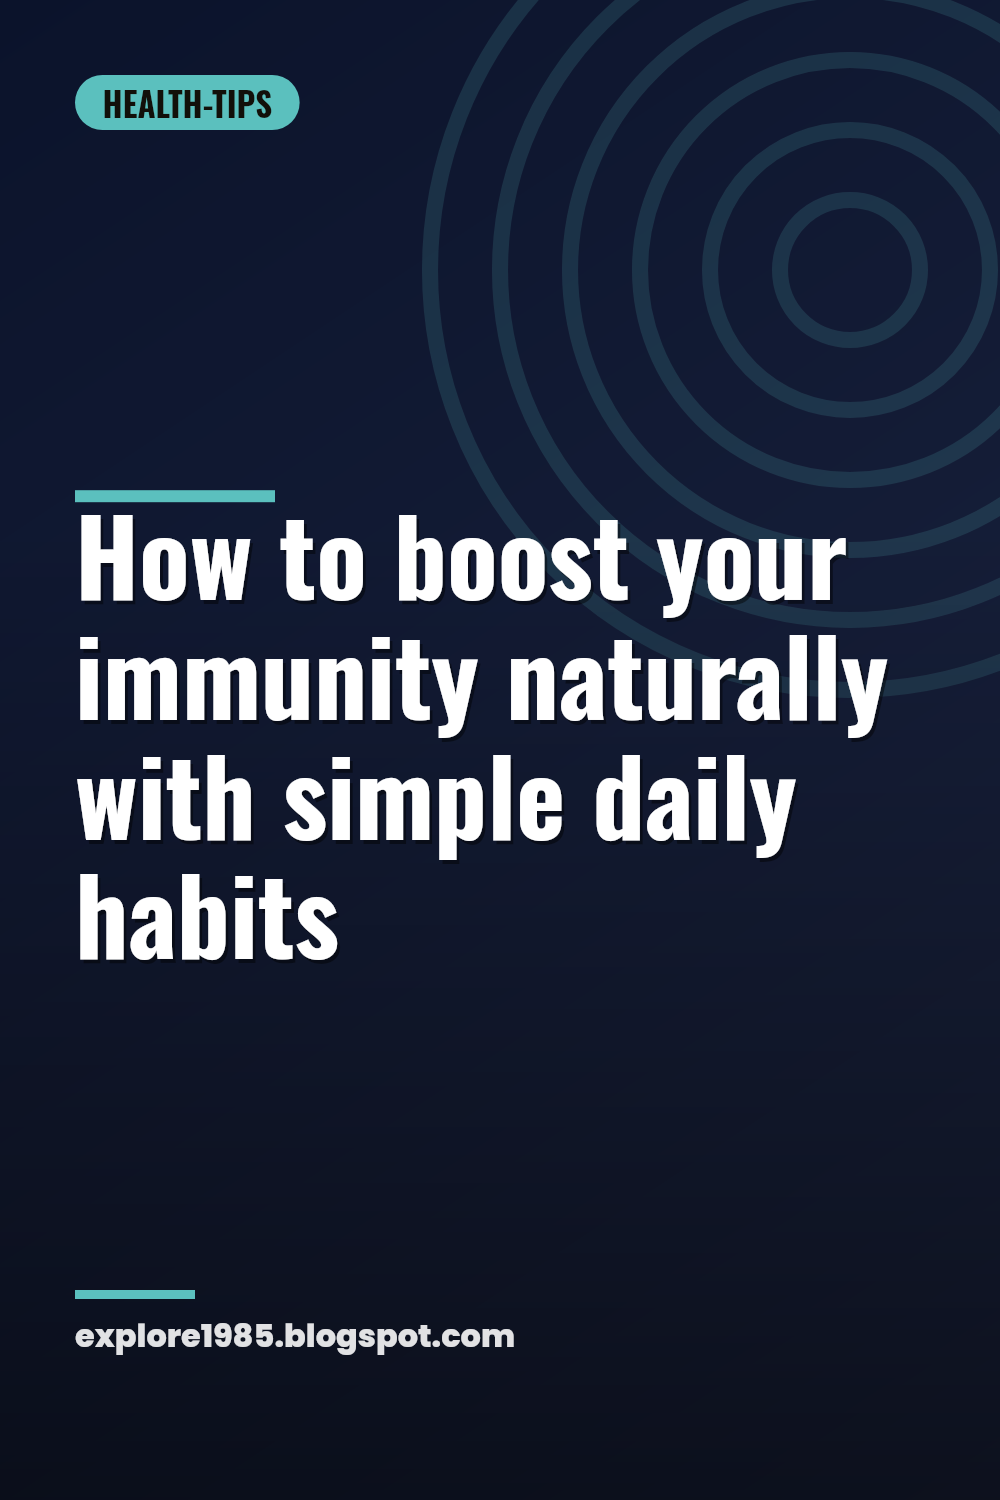 HEALTH-TIPS
How to boost your
immunity naturally
with simple daily
habits
explore1985.blogspot.com